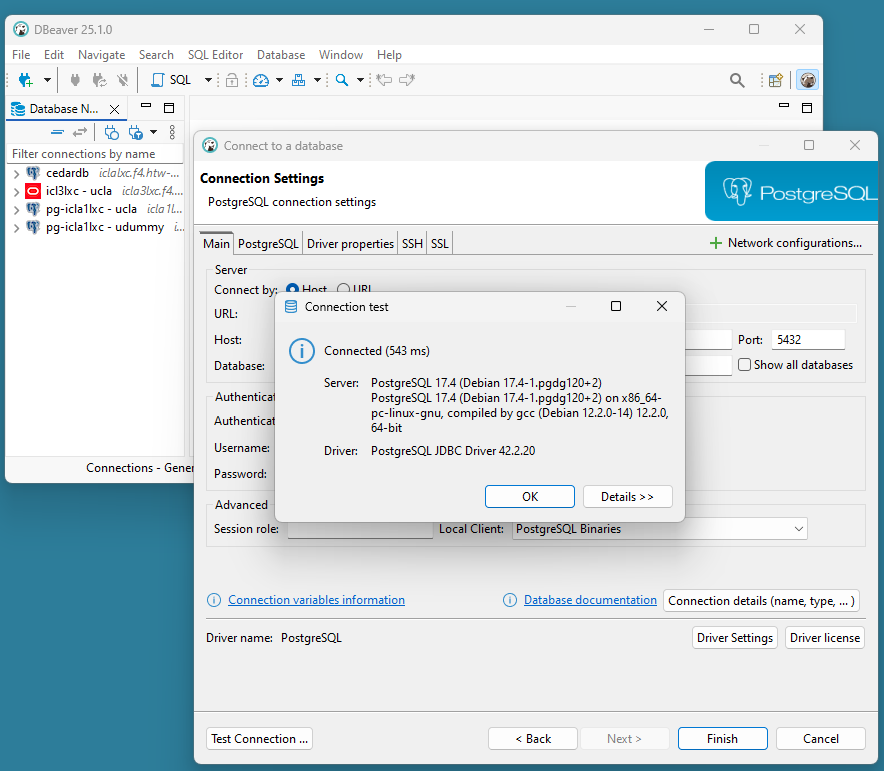 DBeaver 25.1.0
File Edit Navigate Search SQL Editor Database Window Help
SQL
Database N...
Filter connections by name
cedardb iclalxc.f4.htw-...
icl3lxc - ucla icla3lxc.f4....
pg-icla1lxc - ucla icla1l...
pg-icla1lxc - udummy i...
Connections - Gener
Connect to a database
Connection Settings
PostgreSQL connection settings
PostgreSQL
Main PostgreSQL Driver properties SSH SSL
Network configurations...
Server
Connect by: Host URL
URL:
Host:
Port: 5432
Database:
Show all databases
Authenticat
Authenticat
Username:
Password:
Advanced
Session role:
Local Client: PostgreSQL Binaries
Connection test
Connected (543 ms)
Server: PostgreSQL 17.4 (Debian 17.4-1.pgdg120+2)
PostgreSQL 17.4 (Debian 17.4-1.pgdg120+2) on x86_64-
pc-linux-gnu, compiled by gcc (Debian 12.2.0-14) 12.2.0,
64-bit
Driver: PostgreSQL JDBC Driver 42.2.20
OK Details >>
Connection variables information
Database documentation
Connection details (name, type, ... )
Driver name: PostgreSQL
Driver Settings Driver license
Test Connection ...
< Back Next > Finish Cancel